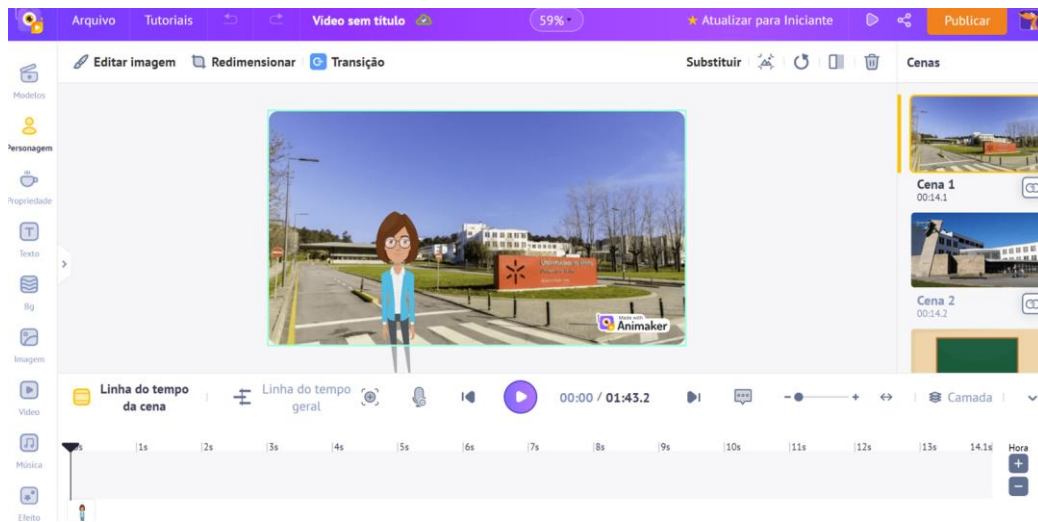 Arquivo
Tutoriais
Video sem título
59%
Atualizar para Iniciante
Publicar
Editar imagem
Redimensionar
Transição
Substituir
Cenas
Modelos
Personagem
Propriedade
Texto
Bg
Imagem
Video
Música
Efeito
Made with
Animaker
Cena 1
00:14.1
Cena 2
00:14.2
Linha do tempo
da cena
Linha do tempo
geral
00:00 / 01:43.2
Camada
1s 2s 3s 4s 5s 6s 7s 8s 9s 10s 11s 12s 13s 14.1s
Hora